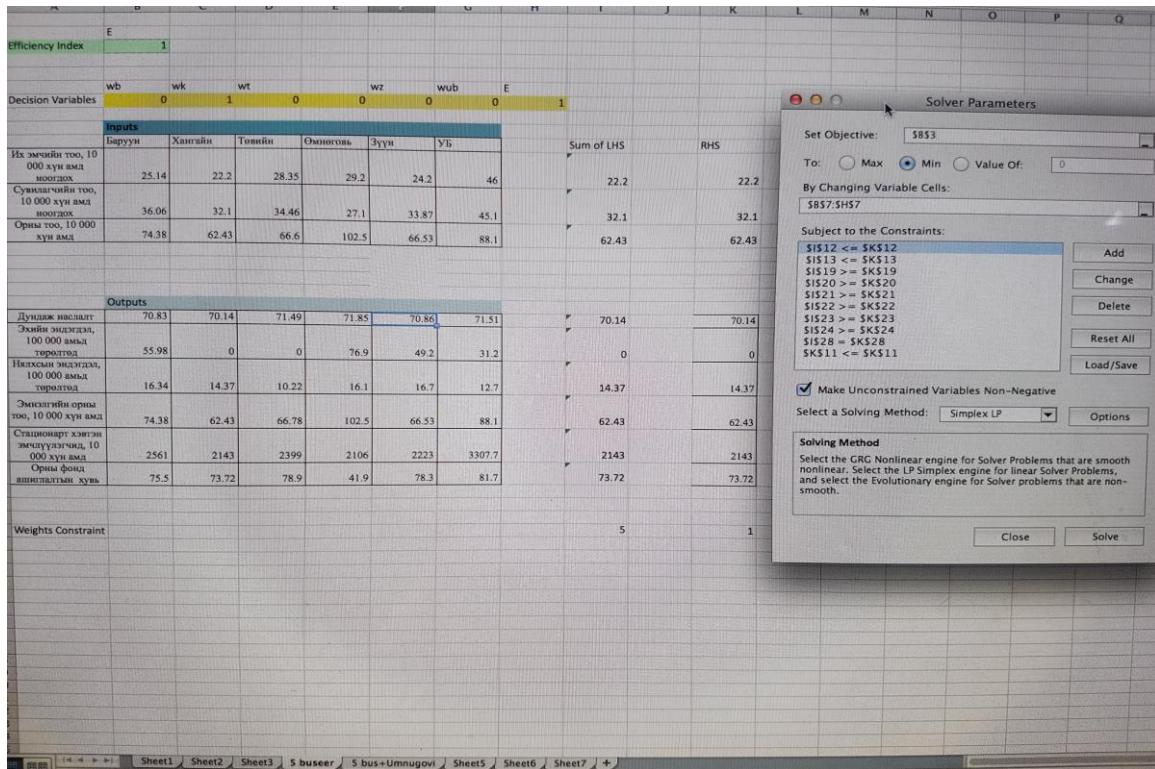 A B C D E F G H I J K L M N O P Q
E
Efficiency Index 1
wb wk wt wz wub E
Decision Variables 0 1 0 0 0 0 1
Inputs
Баруун Хангайн Төвийн Өмнөговь Зүүн УБ Sum of LHS RHS
Их эмчийн тоо, 10
000 хүн амд
ноогдох 25.14 22.2 28.35 29.2 24.2 46 22.2 22.2
Сувилагчийн тоо,
10 000 хүн амд
ноогдох 36.06 32.1 34.46 27.1 33.87 45.1 32.1 32.1
Орны тоо, 10 000
хүн амд 74.38 62.43 66.6 102.5 66.53 88.1 62.43 62.43
Outputs
Дундаж наслалт 70.83 70.14 71.49 71.85 70.86 71.51 70.14 70.14
Эхийн эндэгдэл,
100 000 амьд
төрөлтөд 55.98 0 0 76.9 49.2 31.2 0 0
Нялхсын эндэгдэл,
100 000 амьд
төрөлтөд 16.34 14.37 10.22 16.1 16.7 12.7 14.37 14.37
Эмнэлгийн орны
тоо, 10 000 хүн амд 74.38 62.43 66.78 102.5 66.53 88.1 62.43 62.43
Стационарт хэвтэн
эмчлүүлэгчид, 10
000 хүн амд 2561 2143 2399 2106 2223 3307.7 2143 2143
Орны фонд
ашиглалтын хувь 75.5 73.72 78.9 41.9 78.3 81.7 73.72 73.72
Weights Constraint 5 1
Solver Parameters
Set Objective: $B$3
To: Max Min Value Of: 0
By Changing Variable Cells:
$B$7:$H$7
Subject to the Constraints:
$I$12 <= $K$12
$I$13 <= $K$13
$I$19 >= $K$19
$I$20 >= $K$20
$I$21 >= $K$21
$I$22 >= $K$22
$I$23 >= $K$23
$I$24 >= $K$24
$I$28 = $K$28
$K$11 <= $K$11
Add
Change
Delete
Reset All
Load/Save
Make Unconstrained Variables Non-Negative
Select a Solving Method: Simplex LP Options
Solving Method
Select the GRG Nonlinear engine for Solver Problems that are smooth
nonlinear. Select the LP Simplex engine for linear Solver Problems,
and select the Evolutionary engine for Solver problems that are non-
smooth.
Close Solve
Sheet1 Sheet2 Sheet3 5 buseer 5 bus+Umnugovi Sheet5 Sheet6 Sheet7 +